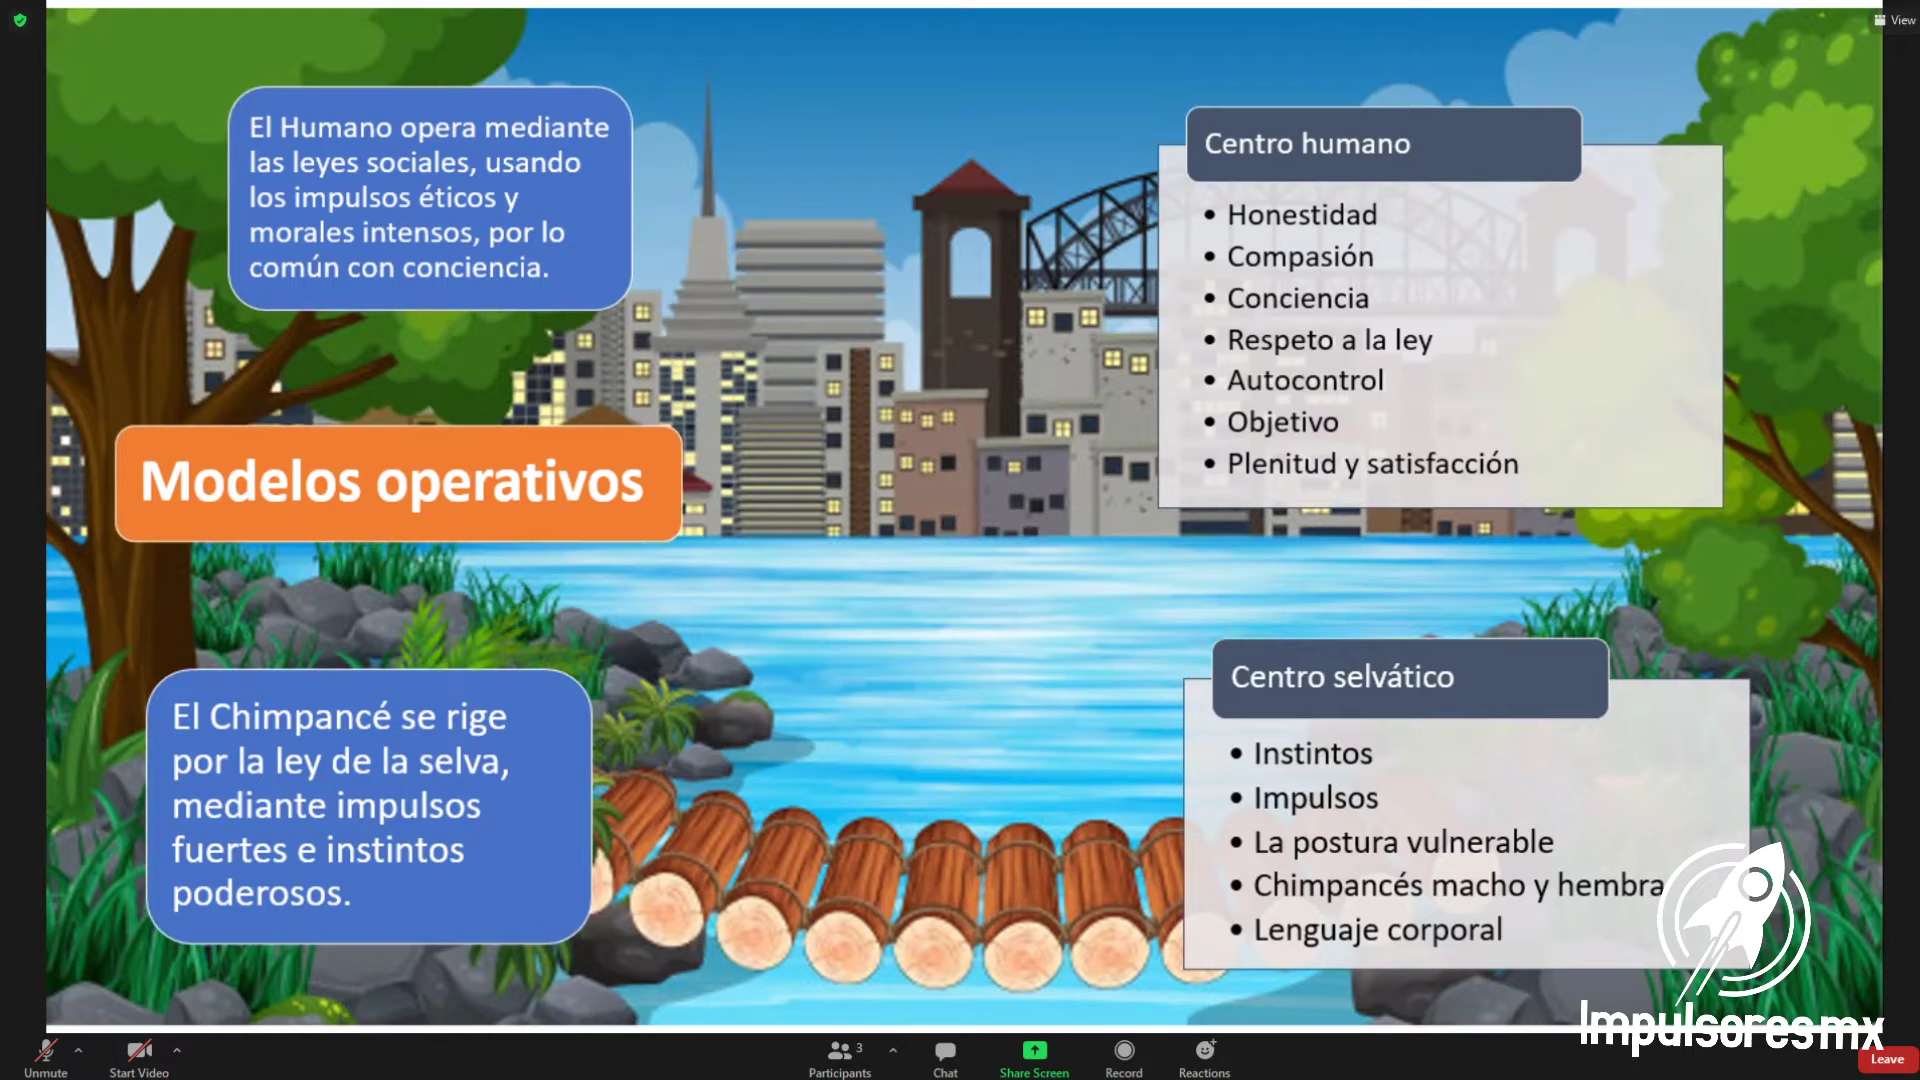 View
El Humano opera mediante
las leyes sociales, usando
los impulsos éticos y
morales intensos, por lo
común con conciencia.
Centro humano
• Honestidad
• Compasión
• Conciencia
• Respeto a la ley
• Autocontrol
• Objetivo
• Plenitud y satisfacción
Modelos operativos
El Chimpancé se rige
por la ley de la selva,
mediante impulsos
fuertes e instintos
poderosos.
Centro selvático
• Instintos
• Impulsos
• La postura vulnerable
• Chimpancés macho y hembra
• Lenguaje corporal
Impulsoresmx
Unmute
Start Video
Participants 3
Chat
Share Screen
Record
Reactions
Leave